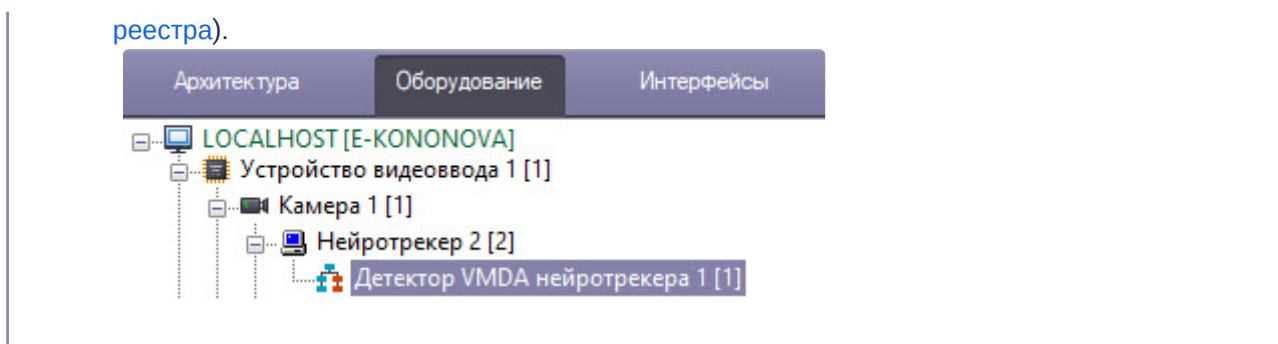 реестра).
Архитектура Оборудование Интерфейсы
LOCALHOST [E-KONONOVA]
Устройство видеоввода 1 [1]
Камера 1 [1]
Нейротрекер 2 [2]
Детектор VMDA нейротрекера 1 [1]